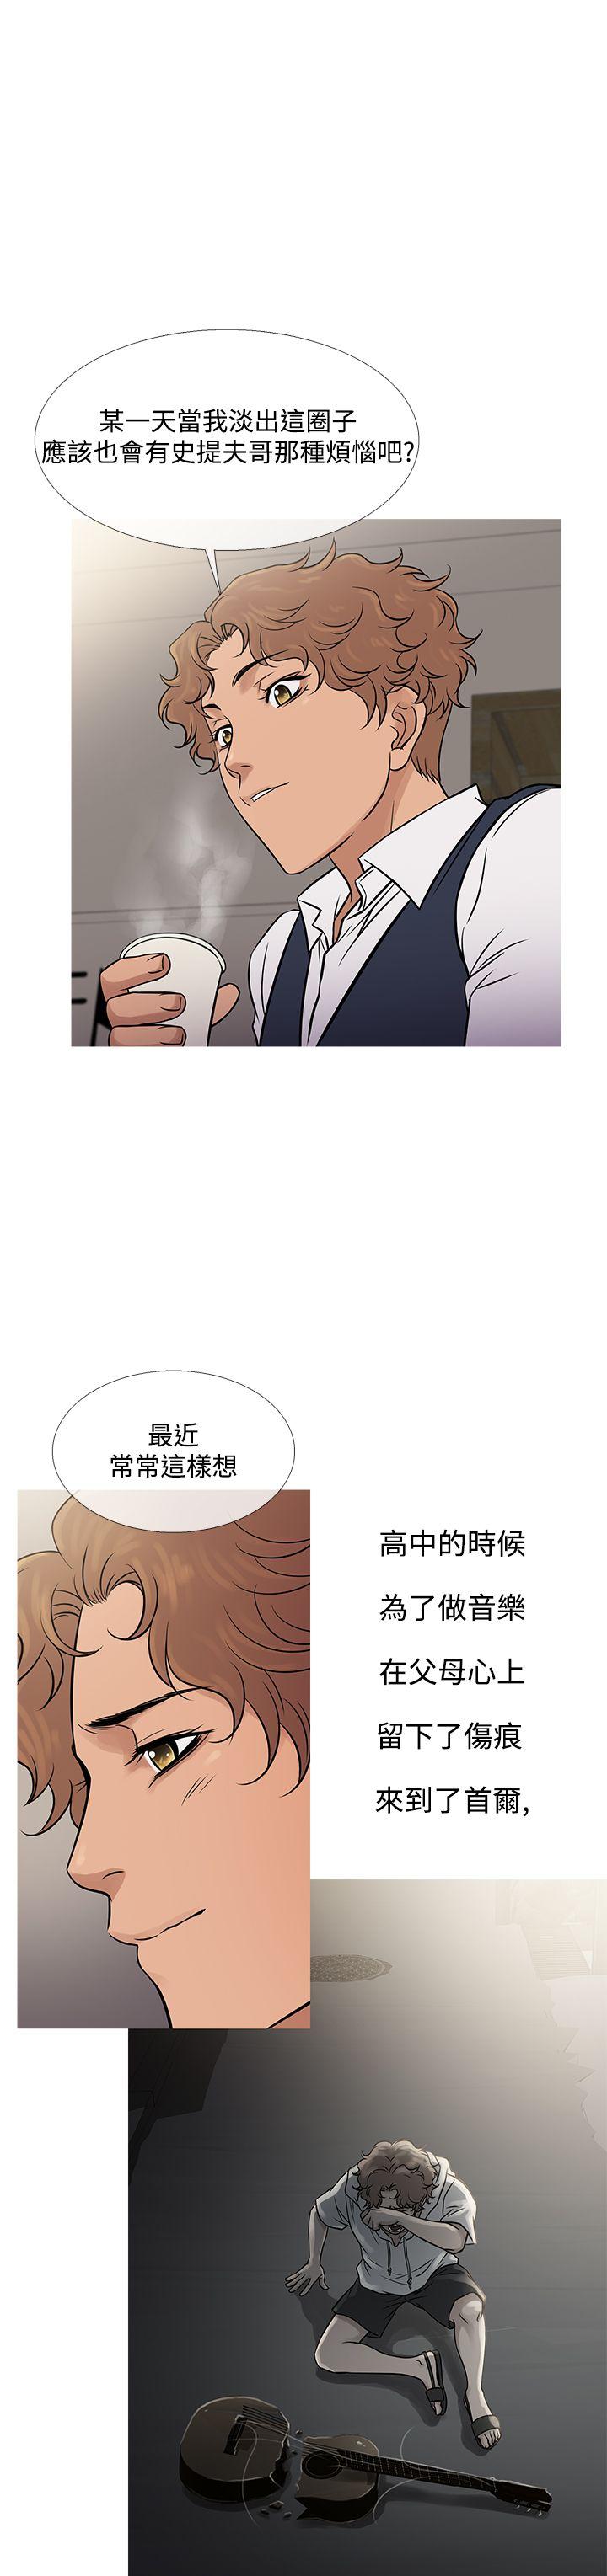 某一天當我淡出這圈子
應該也會有史提夫哥那種煩惱吧?
最近
常常這樣想
高中的時候
為了做音樂
在父母心上
留下了傷痕
來到了首爾,